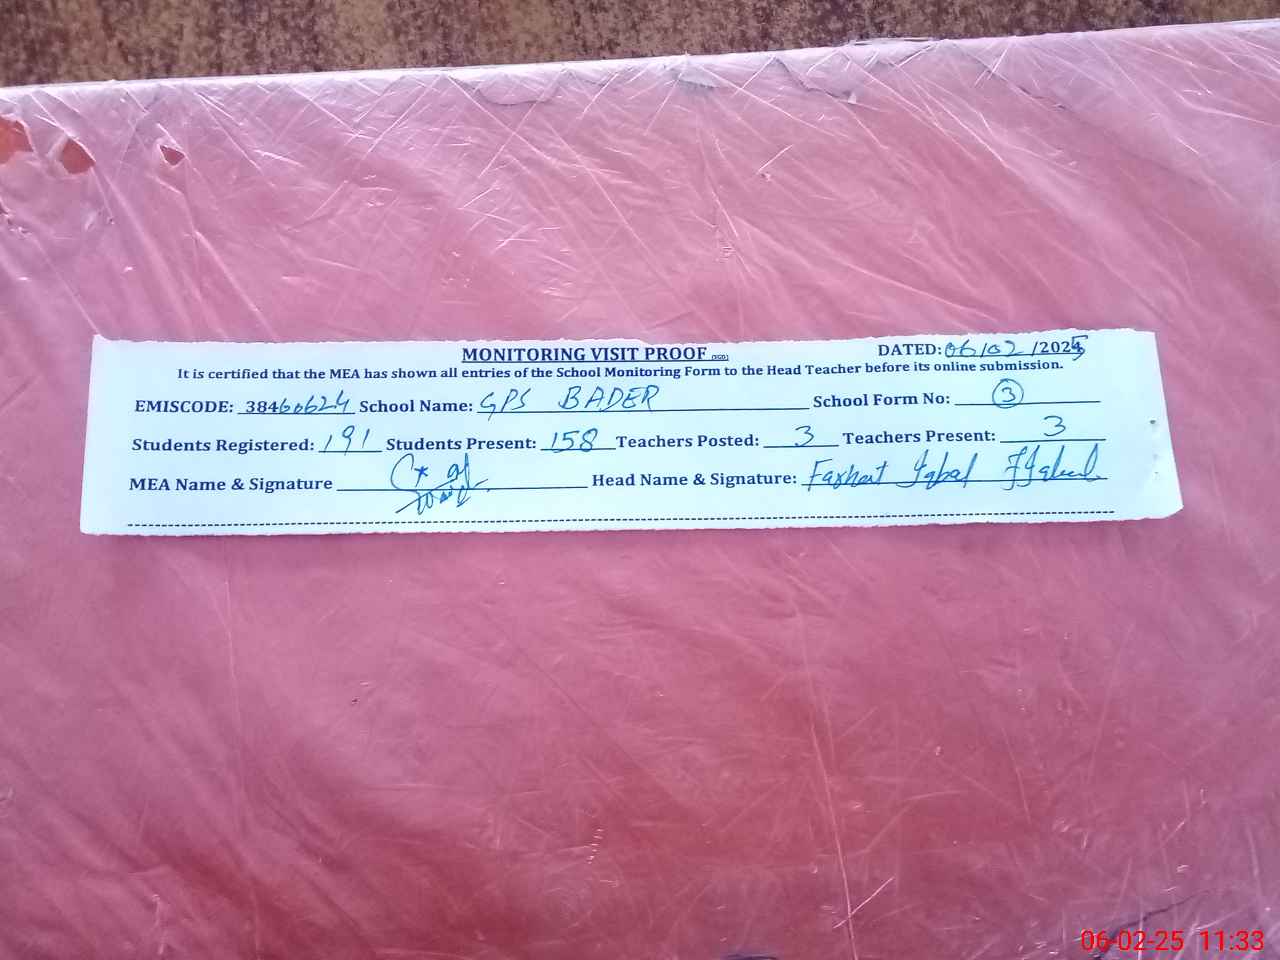 MONITORING VISIT PROOF (SGD)
DATED: 06/02/2025
It is certified that the MEA has shown all entries of the School Monitoring Form to the Head Teacher before its online submission.
EMISCODE: 38460624 School Name: GPS BADER School Form No: 3
Students Registered: 191 Students Present: 158 Teachers Posted: 3 Teachers Present: 3
MEA Name & Signature Head Name & Signature: Farhat Iqbal FIqbal
06-02-25 11:33